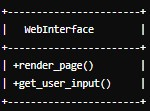 +------------------+
|   WebInterface   |
+------------------+
| +render_page()   |
| +get_user_input()|
+------------------+